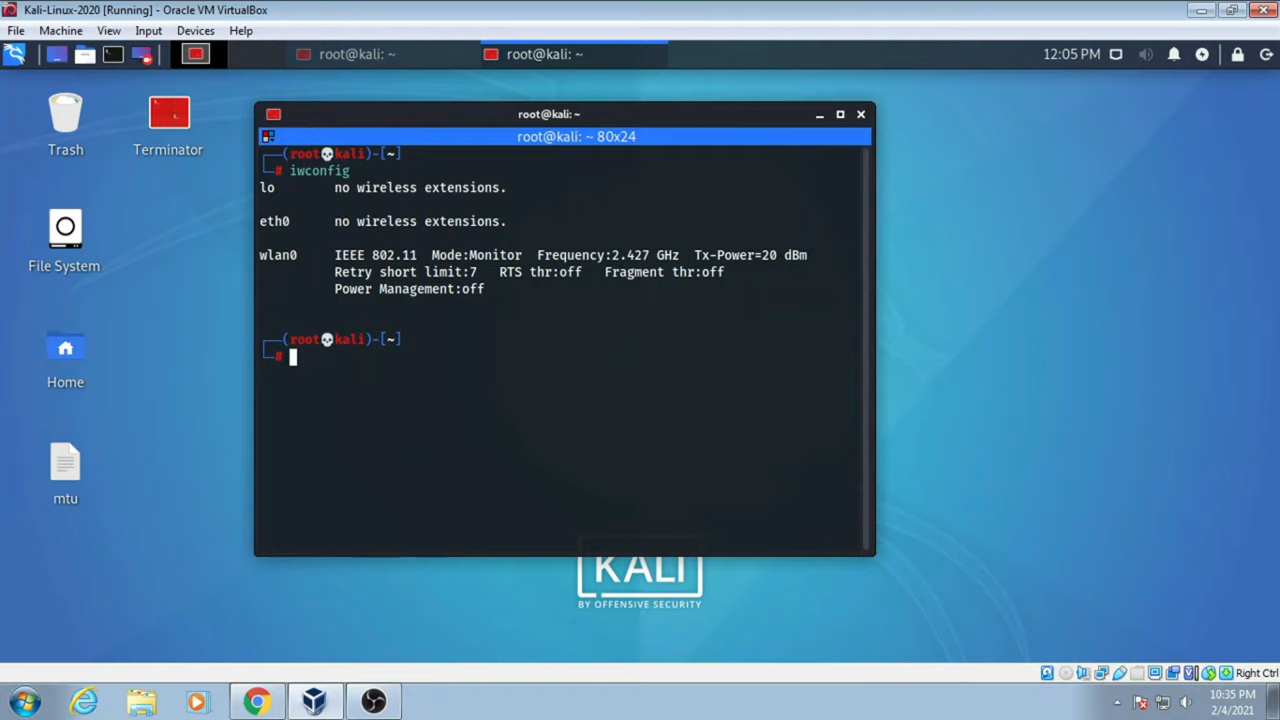 Kali-Linux-2020 [Running] - Oracle VM VirtualBox
File Machine View Input Devices Help
root@kali: ~ root@kali: ~ 12:05 PM
Trash
Terminator
File System
Home
mtu
root@kali: ~
root@kali: ~ 80x24
┌──(root💀kali)-[~]
└─# iwconfig
lo        no wireless extensions.
eth0      no wireless extensions.
wlan0     IEEE 802.11  Mode:Monitor  Frequency:2.427 GHz  Tx-Power=20 dBm
          Retry short limit:7   RTS thr:off   Fragment thr:off
          Power Management:off
┌──(root💀kali)-[~]
└─#
KALI
BY OFFENSIVE SECURITY
Right Ctrl
10:35 PM
2/4/2021